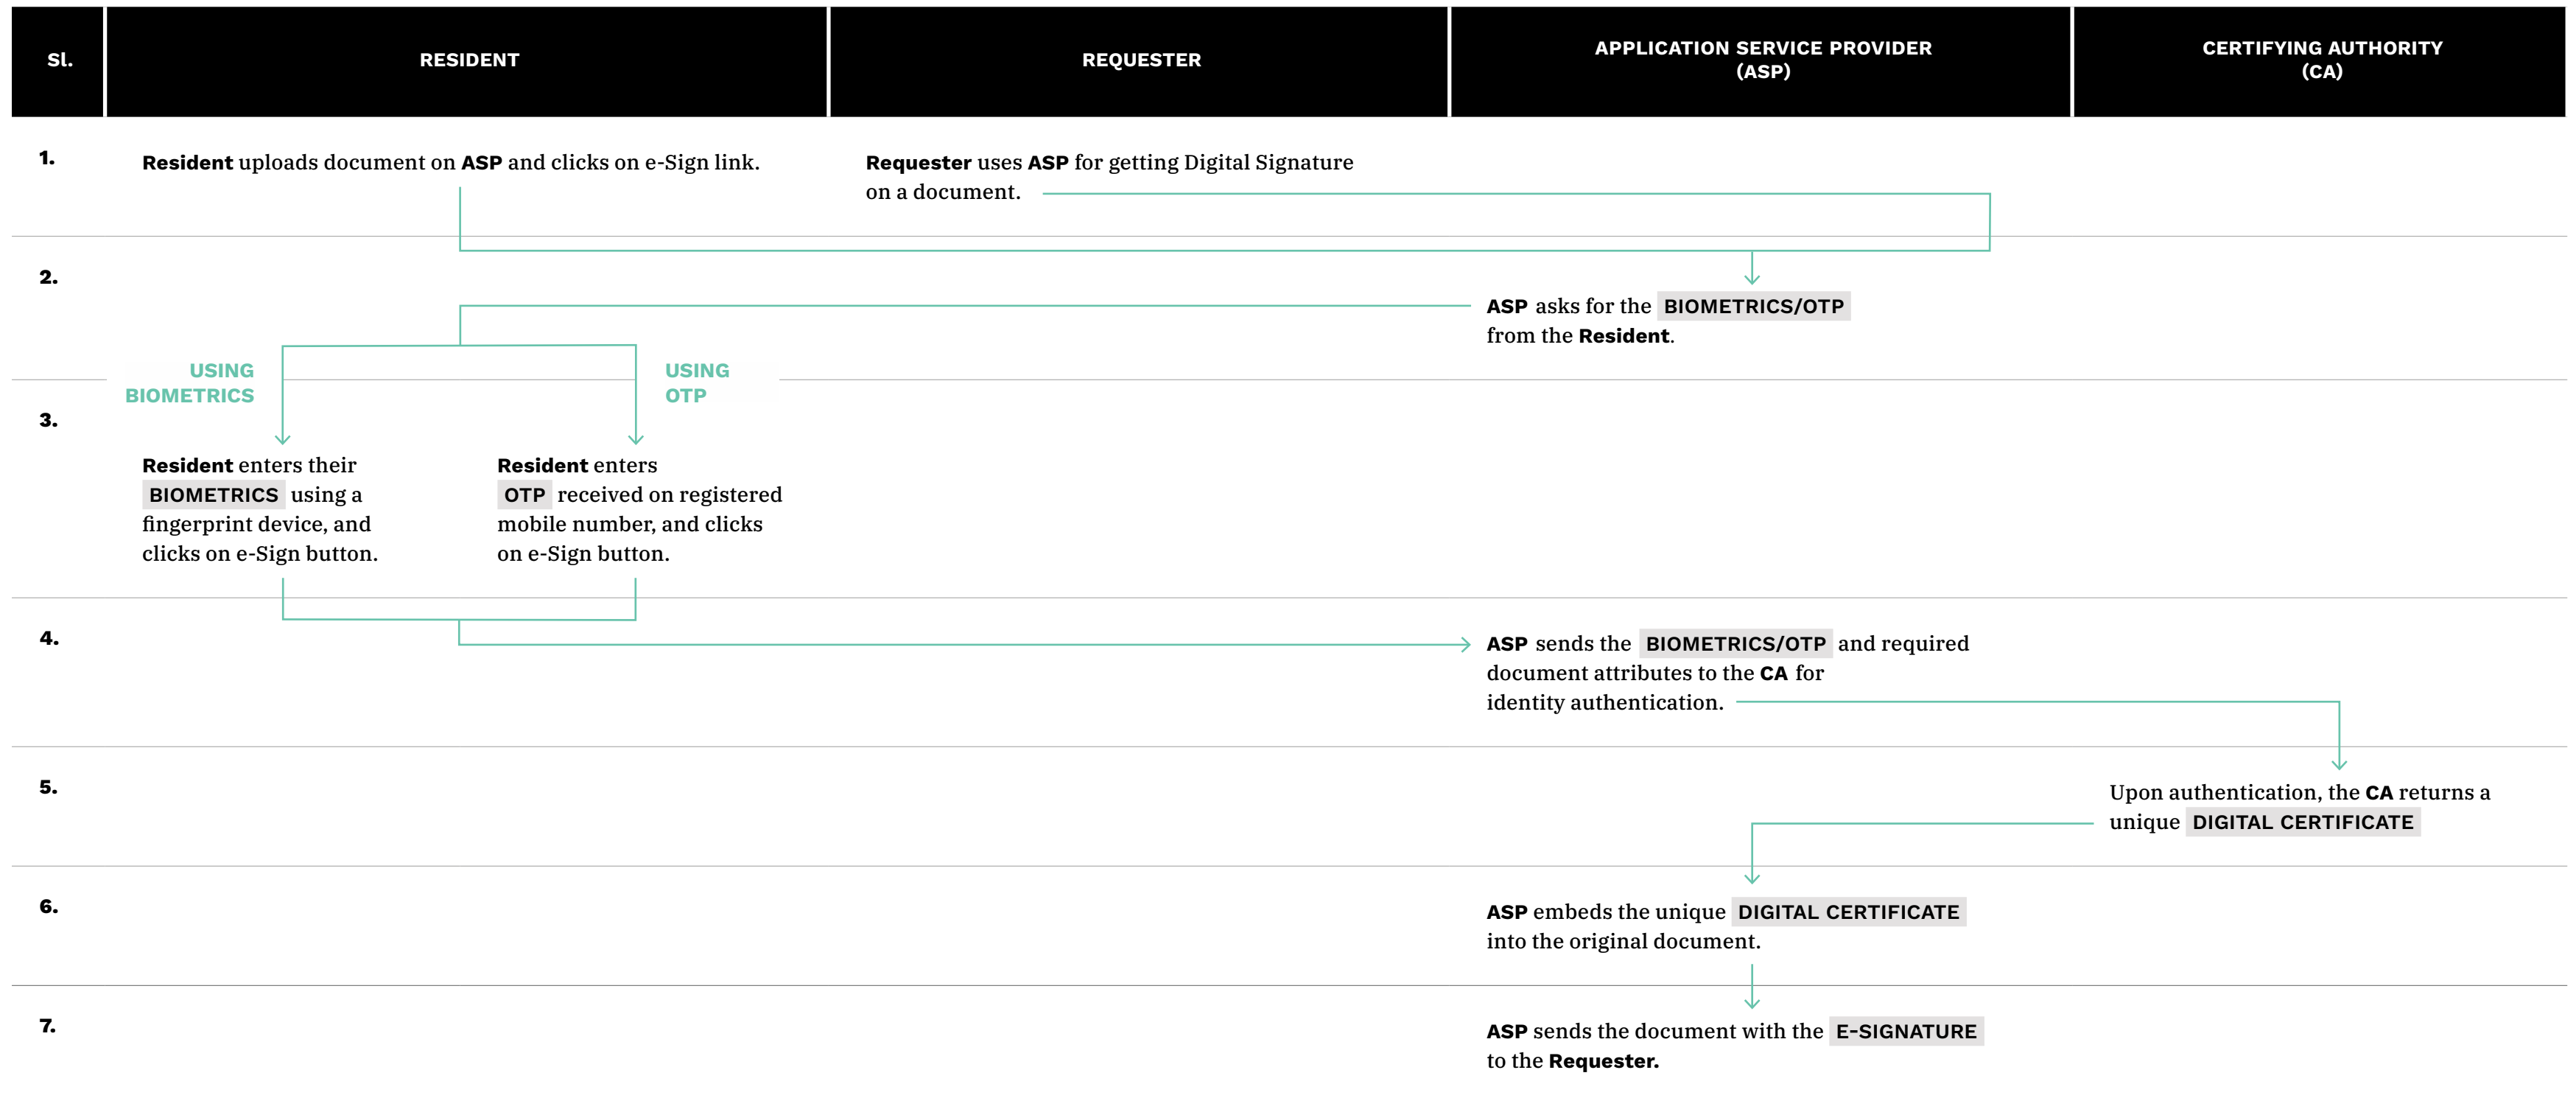 Sl.
RESIDENT
REQUESTER
APPLICATION SERVICE PROVIDER
(ASP)
CERTIFYING AUTHORITY
(CA)
1.
Resident uploads document on ASP and clicks on e-Sign link.
Requester uses ASP for getting Digital Signature
on a document.
2.
ASP asks for the BIOMETRICS/OTP
from the Resident.
USING
BIOMETRICS
USING
OTP
3.
Resident enters their
BIOMETRICS using a
fingerprint device, and
clicks on e-Sign button.
Resident enters
OTP received on registered
mobile number, and clicks
on e-Sign button.
4.
ASP sends the BIOMETRICS/OTP and required
document attributes to the CA for
identity authentication.
5.
Upon authentication, the CA returns a
unique DIGITAL CERTIFICATE
6.
ASP embeds the unique DIGITAL CERTIFICATE
into the original document.
7.
ASP sends the document with the E-SIGNATURE
to the Requester.